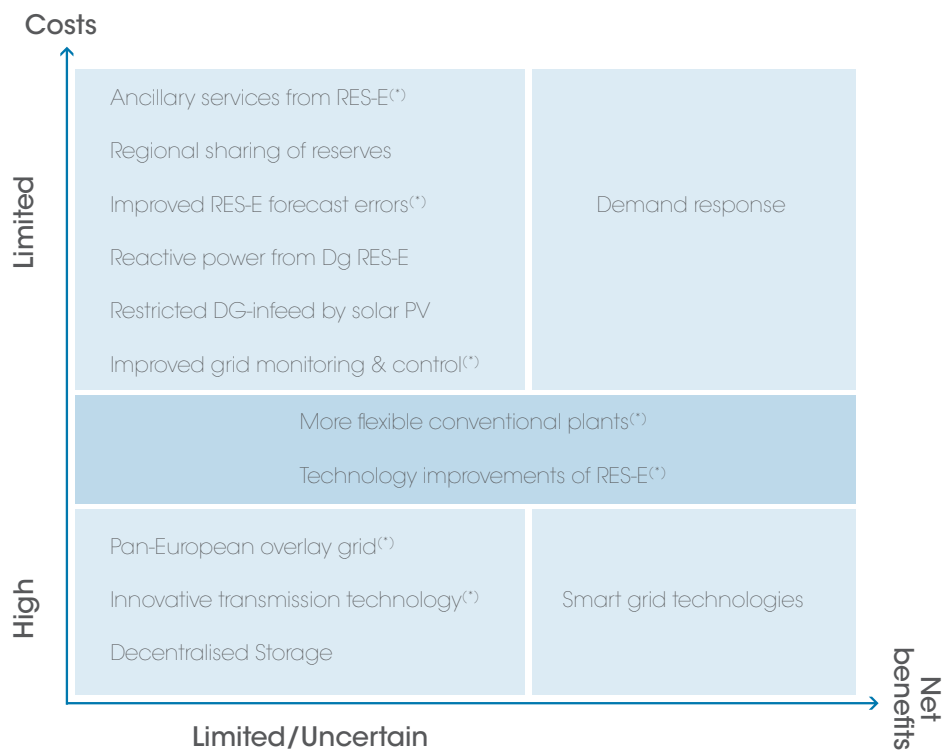 Costs
Limited
Ancillary services from RES-E(*)
Regional sharing of reserves
Improved RES-E forecast errors(*)
Reactive power from Dg RES-E
Restricted DG-infeed by solar PV
Improved grid monitoring & control(*)
Demand response
More flexible conventional plants(*)
Technology improvements of RES-E(*)
High
Pan-European overlay grid(*)
Innovative transmission technology(*)
Decentralised Storage
Smart grid technologies
Limited/Uncertain
Net
benefits